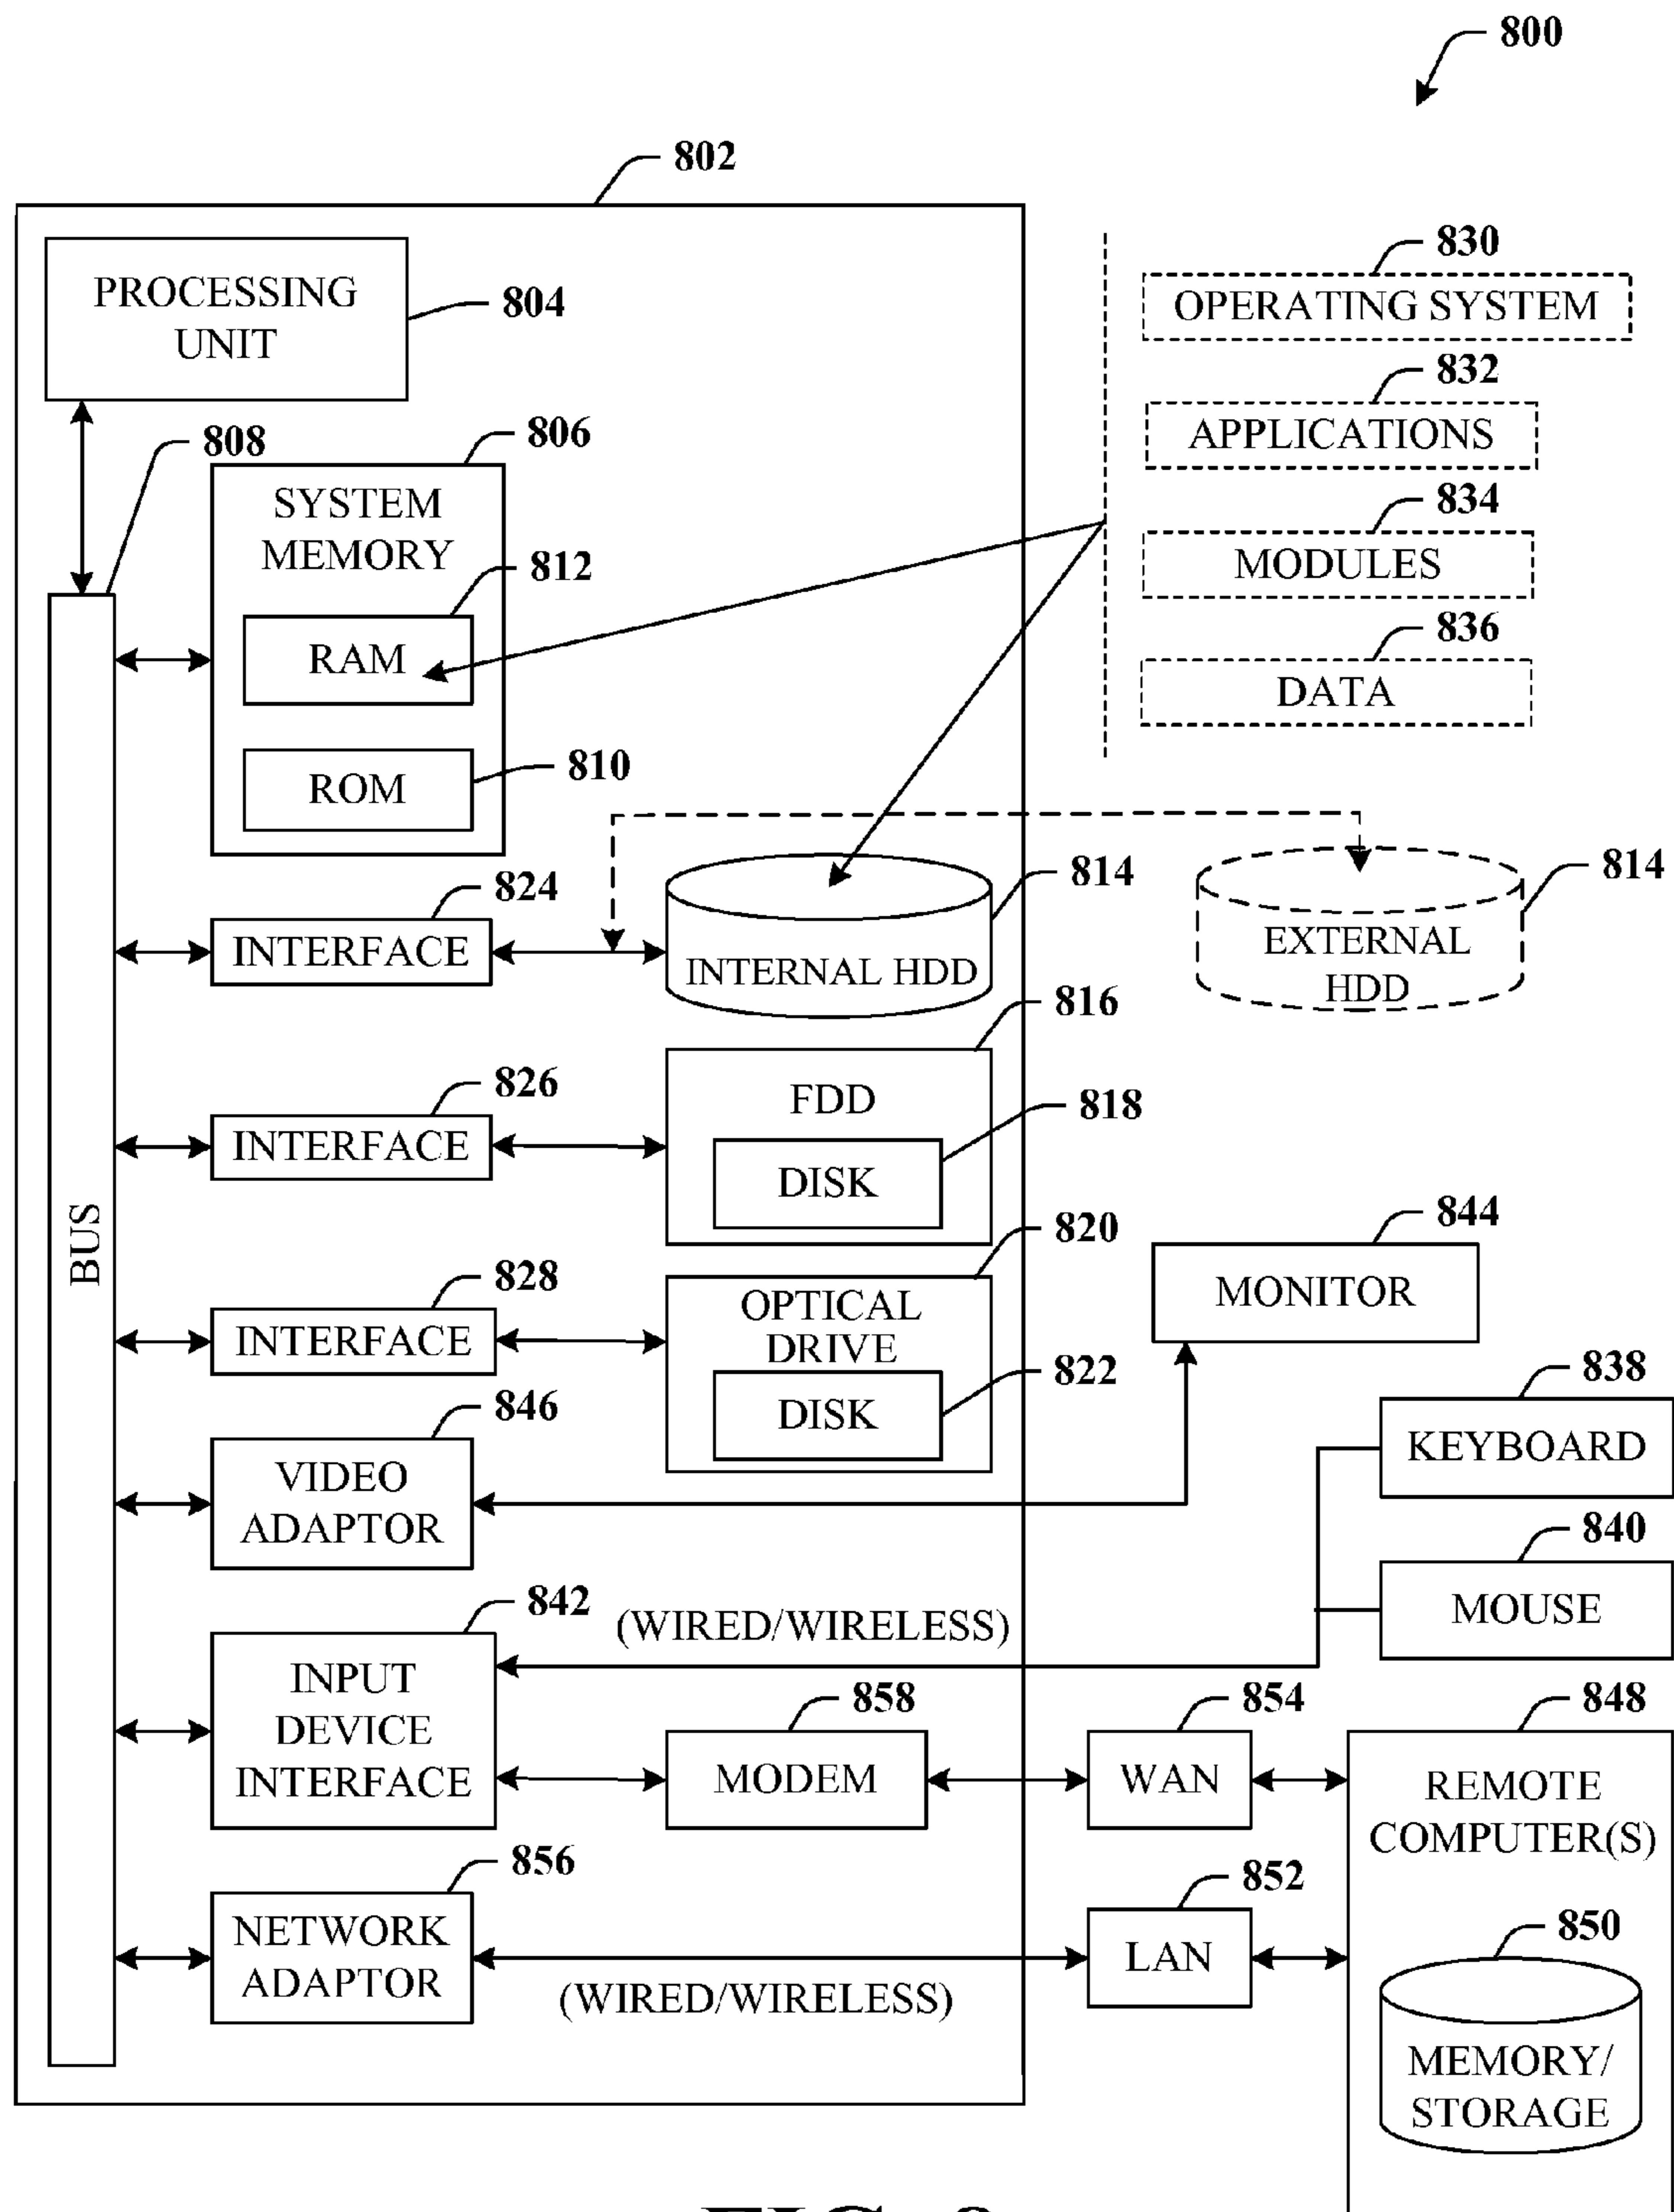 800
802
PROCESSING
UNIT
804
830
OPERATING SYSTEM
832
APPLICATIONS
834
MODULES
836
DATA
808
806
SYSTEM
MEMORY
812
RAM
810
ROM
824
INTERFACE
814
INTERNAL HDD
814
EXTERNAL
HDD
826
INTERFACE
816
FDD
818
DISK
BUS
828
INTERFACE
820
OPTICAL
DRIVE
822
DISK
844
MONITOR
846
VIDEO
ADAPTOR
838
KEYBOARD
840
MOUSE
842
INPUT
DEVICE
INTERFACE
(WIRED/WIRELESS)
858
MODEM
854
WAN
848
REMOTE
COMPUTER(S)
856
NETWORK
ADAPTOR
(WIRED/WIRELESS)
852
LAN
850
MEMORY/
STORAGE